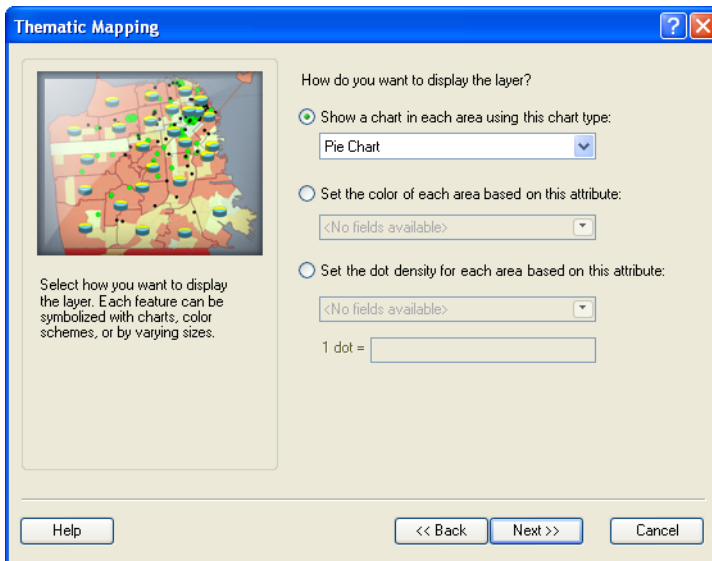 Thematic Mapping
How do you want to display the layer?
Show a chart in each area using this chart type:
Pie Chart
Set the color of each area based on this attribute:
<No fields available>
Set the dot density for each area based on this attribute:
<No fields available>
1 dot =
Select how you want to display
the layer. Each feature can be
symbolized with charts, color
schemes, or by varying sizes.
Help
<< Back
Next >>
Cancel